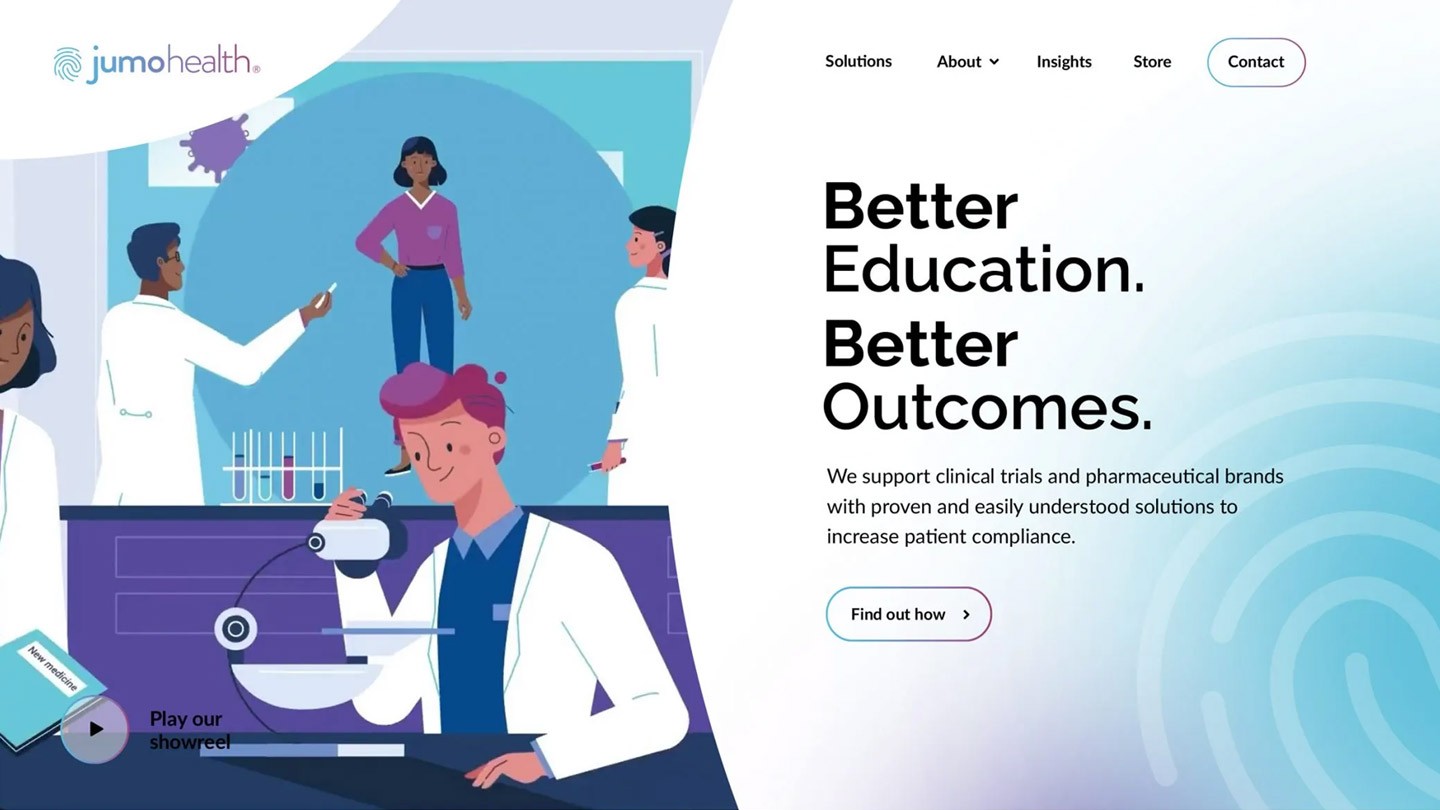 jumohealth®
Solutions
About
Insights
Store
Contact
Better
Education.
Better
Outcomes.
We support clinical trials and pharmaceutical brands
with proven and easily understood solutions to
increase patient compliance.
Find out how
New medicine
Play our
showreel